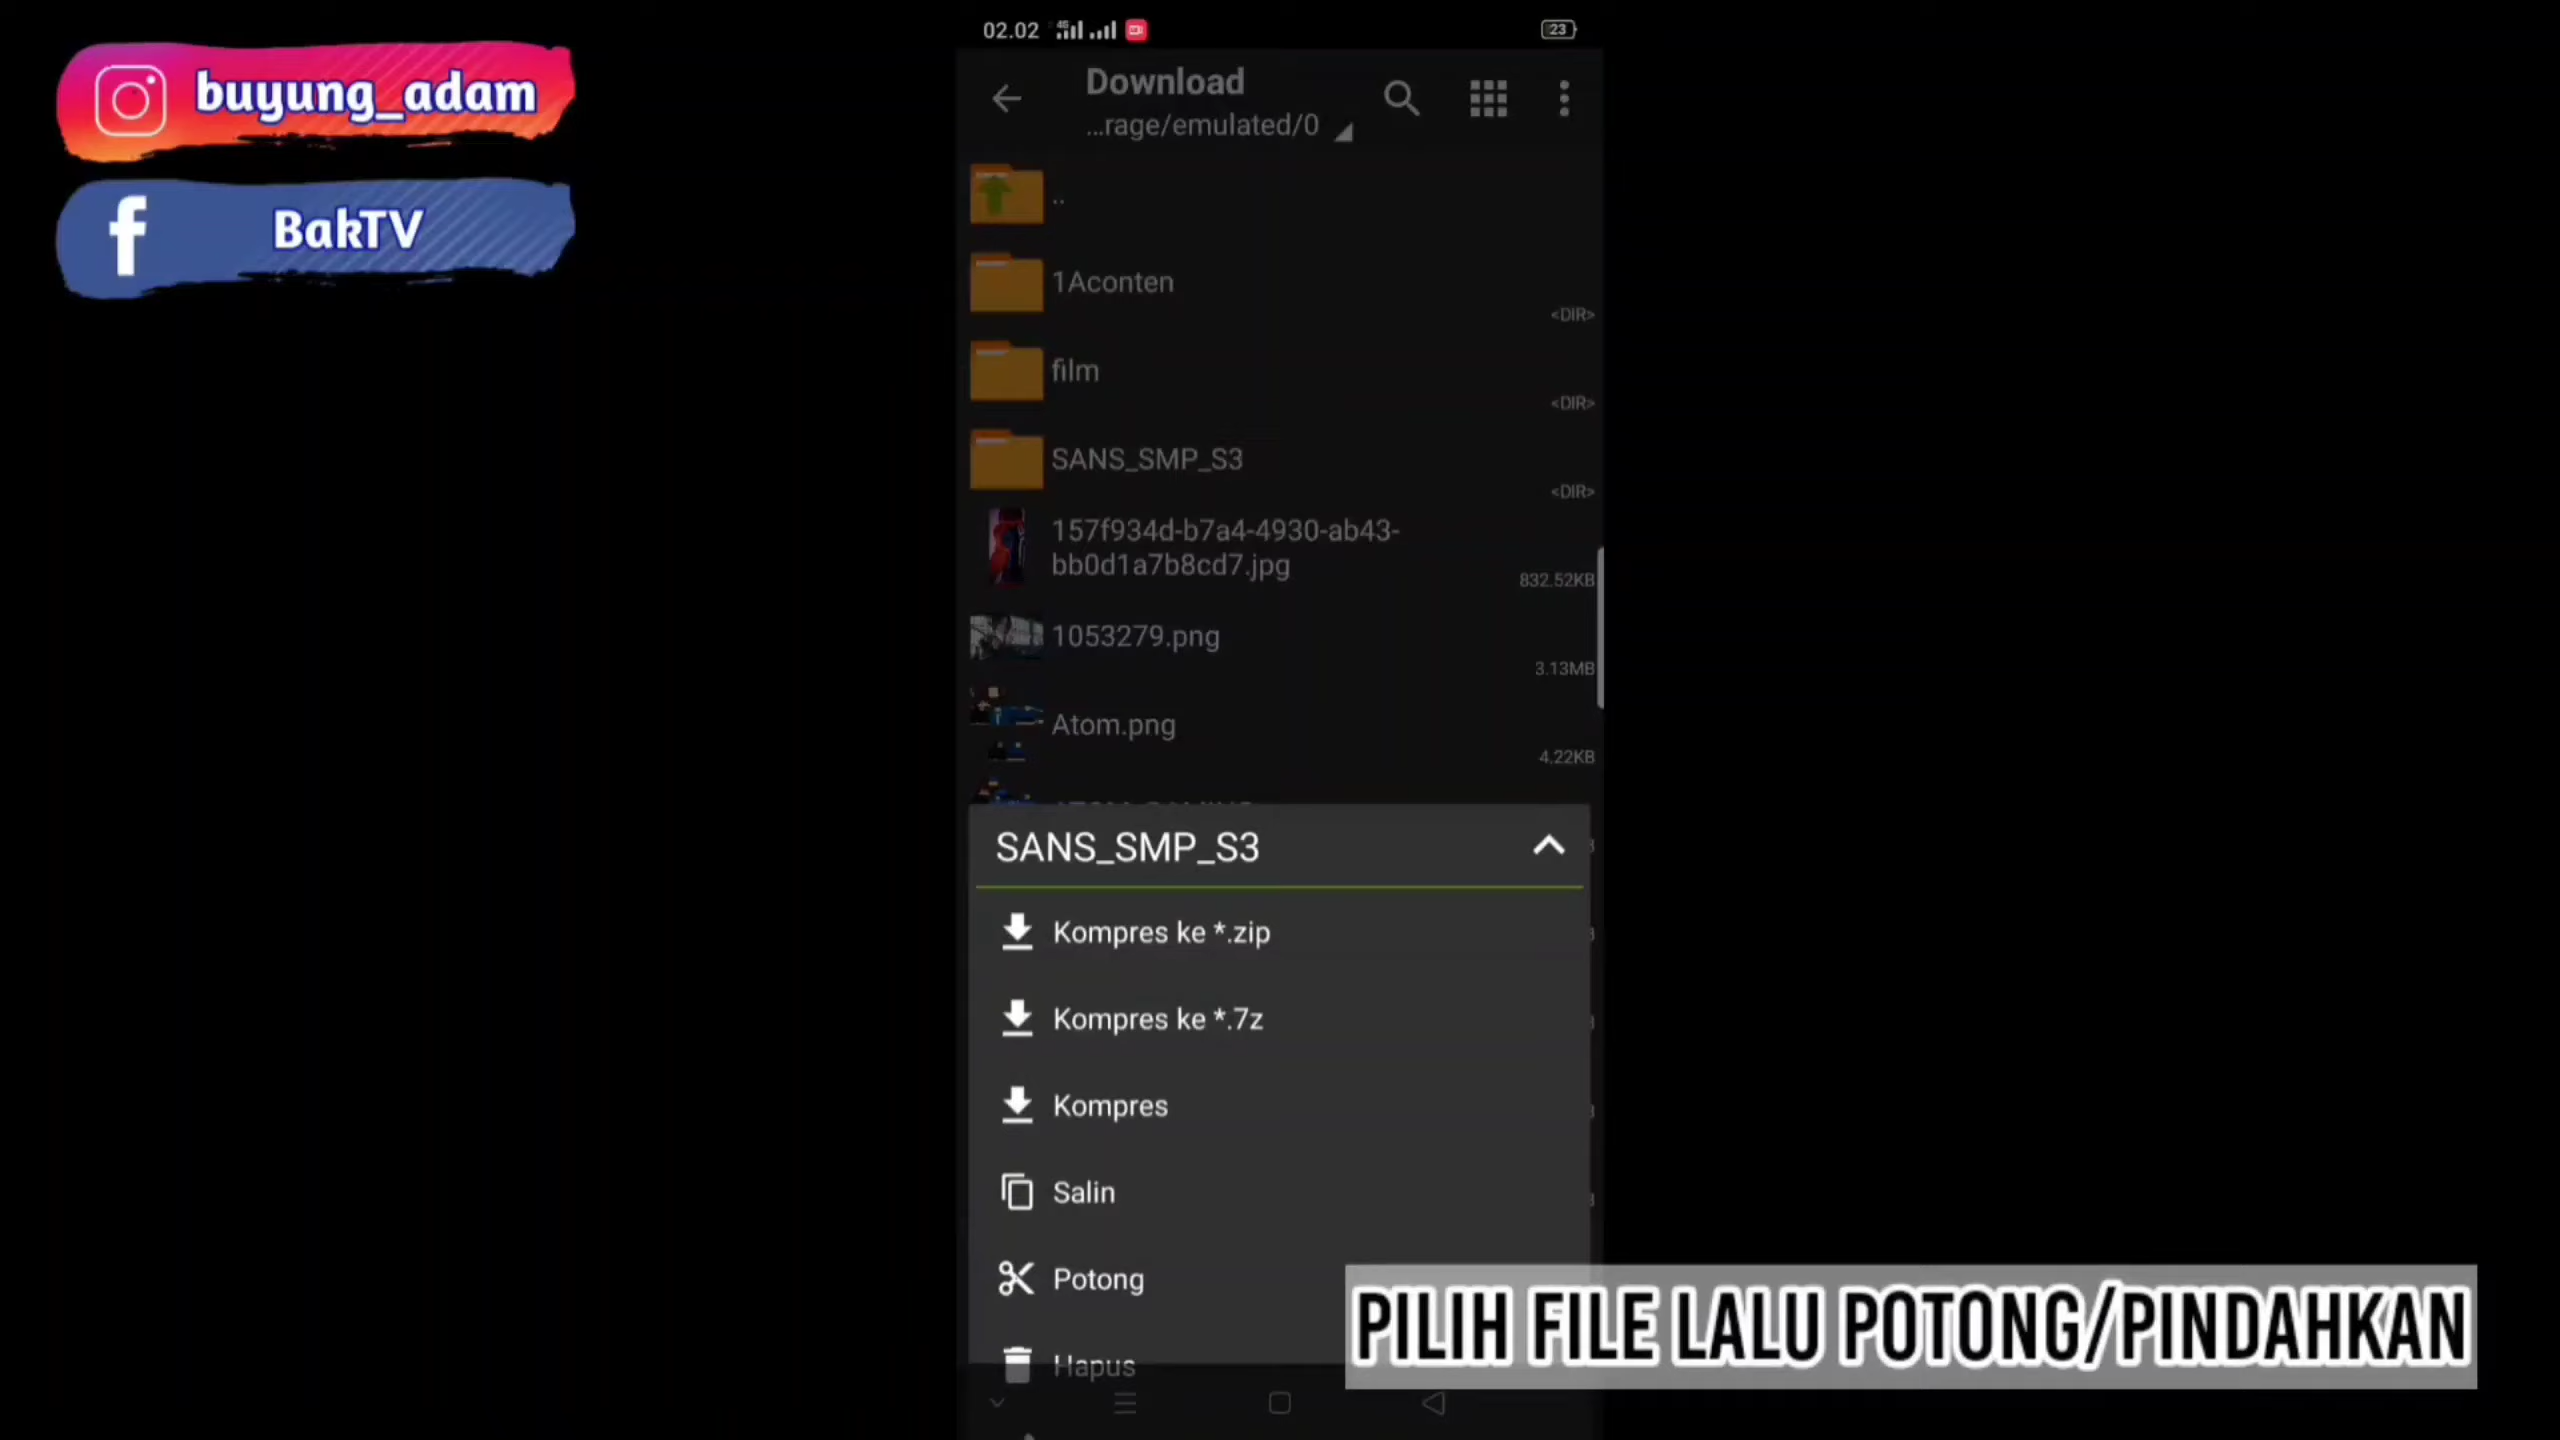 buyung_adam
BakTV
02.02
4G
23
Download
...rage/emulated/0
..
1Aconten
<DIR>
film
<DIR>
SANS_SMP_S3
<DIR>
157f934d-b7a4-4930-ab43-
bb0d1a7b8cd7.jpg
832.52KB
1053279.png
3.13MB
Atom.png
4.22KB
SANS_SMP_S3
Kompres ke *.zip
Kompres ke *.7z
Kompres
Salin
Potong
Hapus
PILIH FILE LALU POTONG/PINDAHKAN